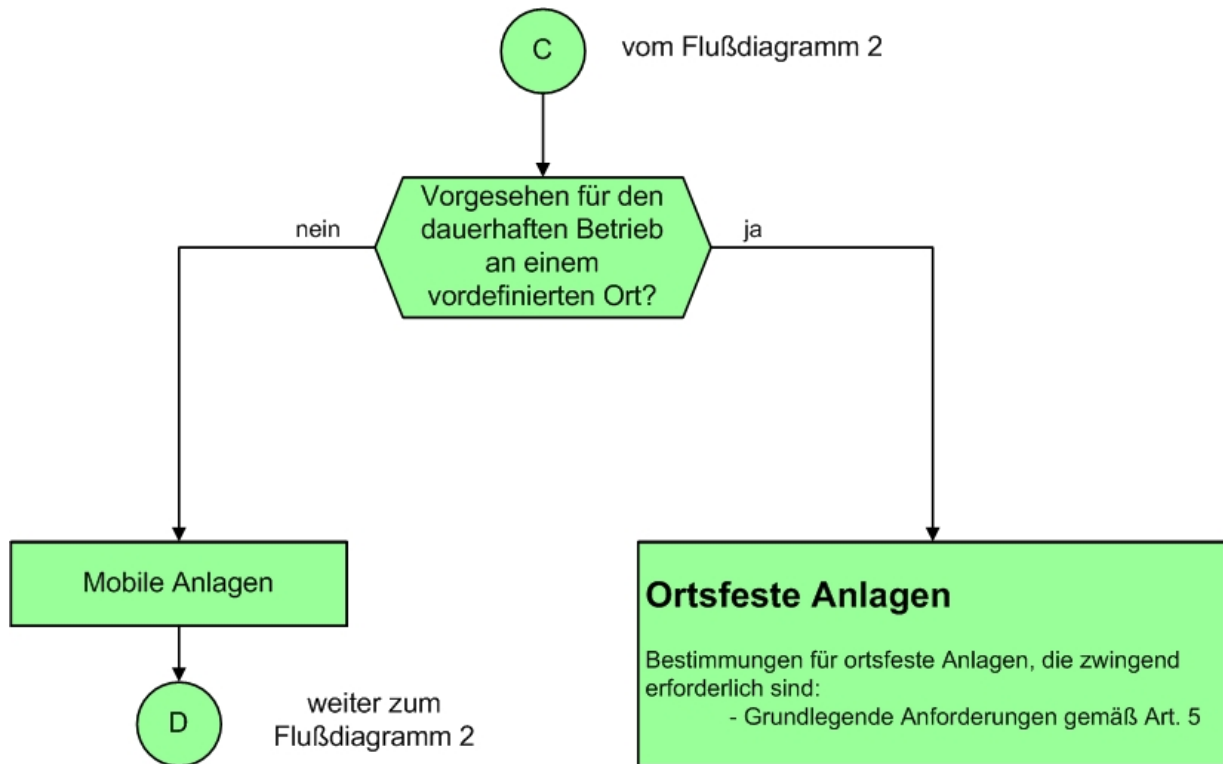 C
vom Flußdiagramm 2
Vorgesehen für den
dauerhaften Betrieb
an einem
vordefinierten Ort?
nein
ja
Mobile Anlagen
D
weiter zum
Flußdiagramm 2
Ortsfeste Anlagen
Bestimmungen für ortsfeste Anlagen, die zwingend
erforderlich sind:
- Grundlegende Anforderungen gemäß Art. 5